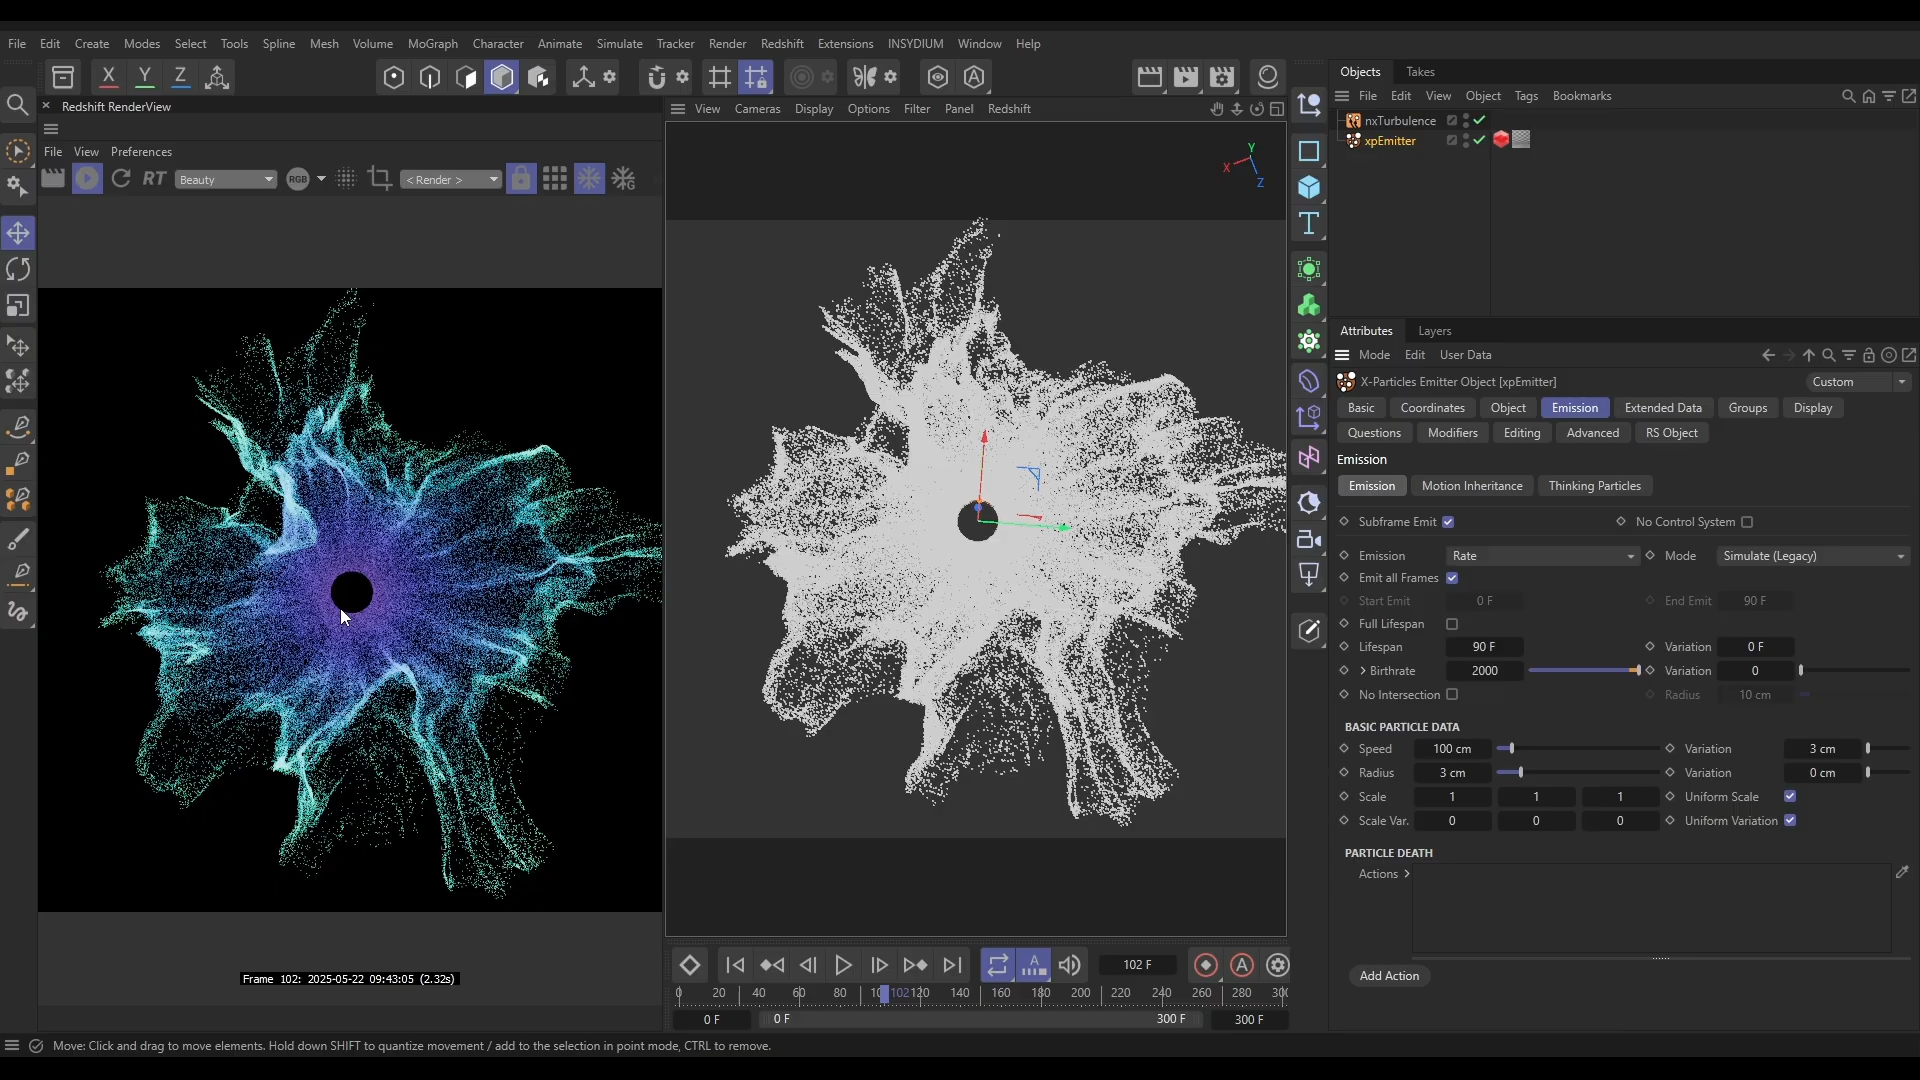 File Edit Create Modes Select Tools Spline Mesh Volume MoGraph Character Animate Simulate Tracker Render Redshift Extensions INSYDIUM Window Help
X Y Z
Redshift RenderView
File View Preferences
RT Beauty RGB < Render >
View Cameras Display Options Filter Panel Redshift
Y
X
Z
Frame 102: 2025-05-22 09:43:05 (2.32s)
102 F
0 20 40 60 80 10 102 120 140 160 180 200 220 240 260 280 30
0 F 0 F 300 F 300 F
Objects Takes
File Edit View Object Tags Bookmarks
nxTurbulence
xpEmitter
Attributes Layers
Mode Edit User Data
X-Particles Emitter Object [xpEmitter] Custom
Basic Coordinates Object Emission Extended Data Groups Display
Questions Modifiers Editing Advanced RS Object
Emission
Emission Motion Inheritance Thinking Particles
Subframe Emit No Control System
Emission Rate Mode Simulate (Legacy)
Emit all Frames
Start Emit 0 F End Emit 90 F
Full Lifespan
Lifespan 90 F Variation 0 F
Birthrate 2000 Variation 0
No Intersection Radius 10 cm
BASIC PARTICLE DATA
Speed 100 cm Variation 3 cm
Radius 3 cm Variation 0 cm
Scale 1 1 1 Uniform Scale
Scale Var. 0 0 0 Uniform Variation
PARTICLE DEATH
Actions
Add Action
Move: Click and drag to move elements. Hold down SHIFT to quantize movement / add to the selection in point mode, CTRL to remove.